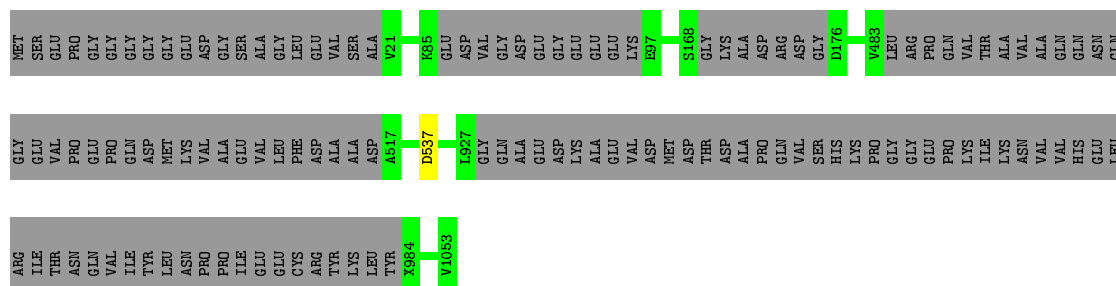 MET SER GLU PRO GLY GLY GLY GLY GLY GLU ASP GLY SER ALA GLY LEU GLU VAL SER ALA V21 K85 GLU ASP VAL GLY ASP GLU GLY GLU GLU LYS E97 S168 GLY LYS ALA ASP ARG ASP GLY D176 V483 LEU ARG PRO GLN VAL THR ALA VAL ALA GLN GLN ASN GLN
GLY GLU VAL PRO GLU PRO GLN ASP MET LYS VAL ALA GLU VAL LEU PHE ASP ALA ALA ASP A517 D537 L927 GLY GLN ALA GLU ASP LYS ALA GLU VAL ASP MET ASP THR ASP ALA PRO GLN VAL SER HIS LYS PRO GLY GLY GLU PRO LYS ILE LYS ASN VAL VAL HIS GLU LEU
ARG ILE THR ASN GLN VAL ILE TYR LEU ASN PRO PRO ILE GLU GLU CYS ARG TYR LYS LEU TYR X984 V1053